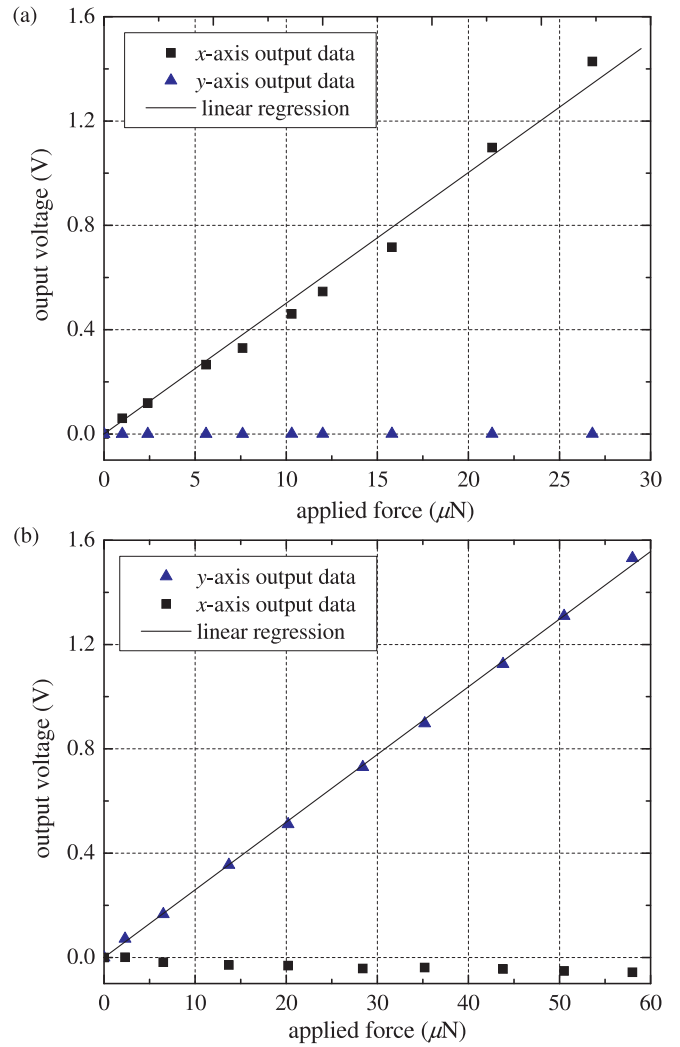 (a)
x-axis output data
y-axis output data
linear regression
1.6
1.2
0.8
0.4
0.0
ouput voltage (V)
0 5 10 15 20 25 30
applied force (μN)
(b)
y-axis output data
x-axis output data
linear regression
1.6
1.2
0.8
0.4
0.0
output voltage (V)
0 10 20 30 40 50 60
applied force (μN)